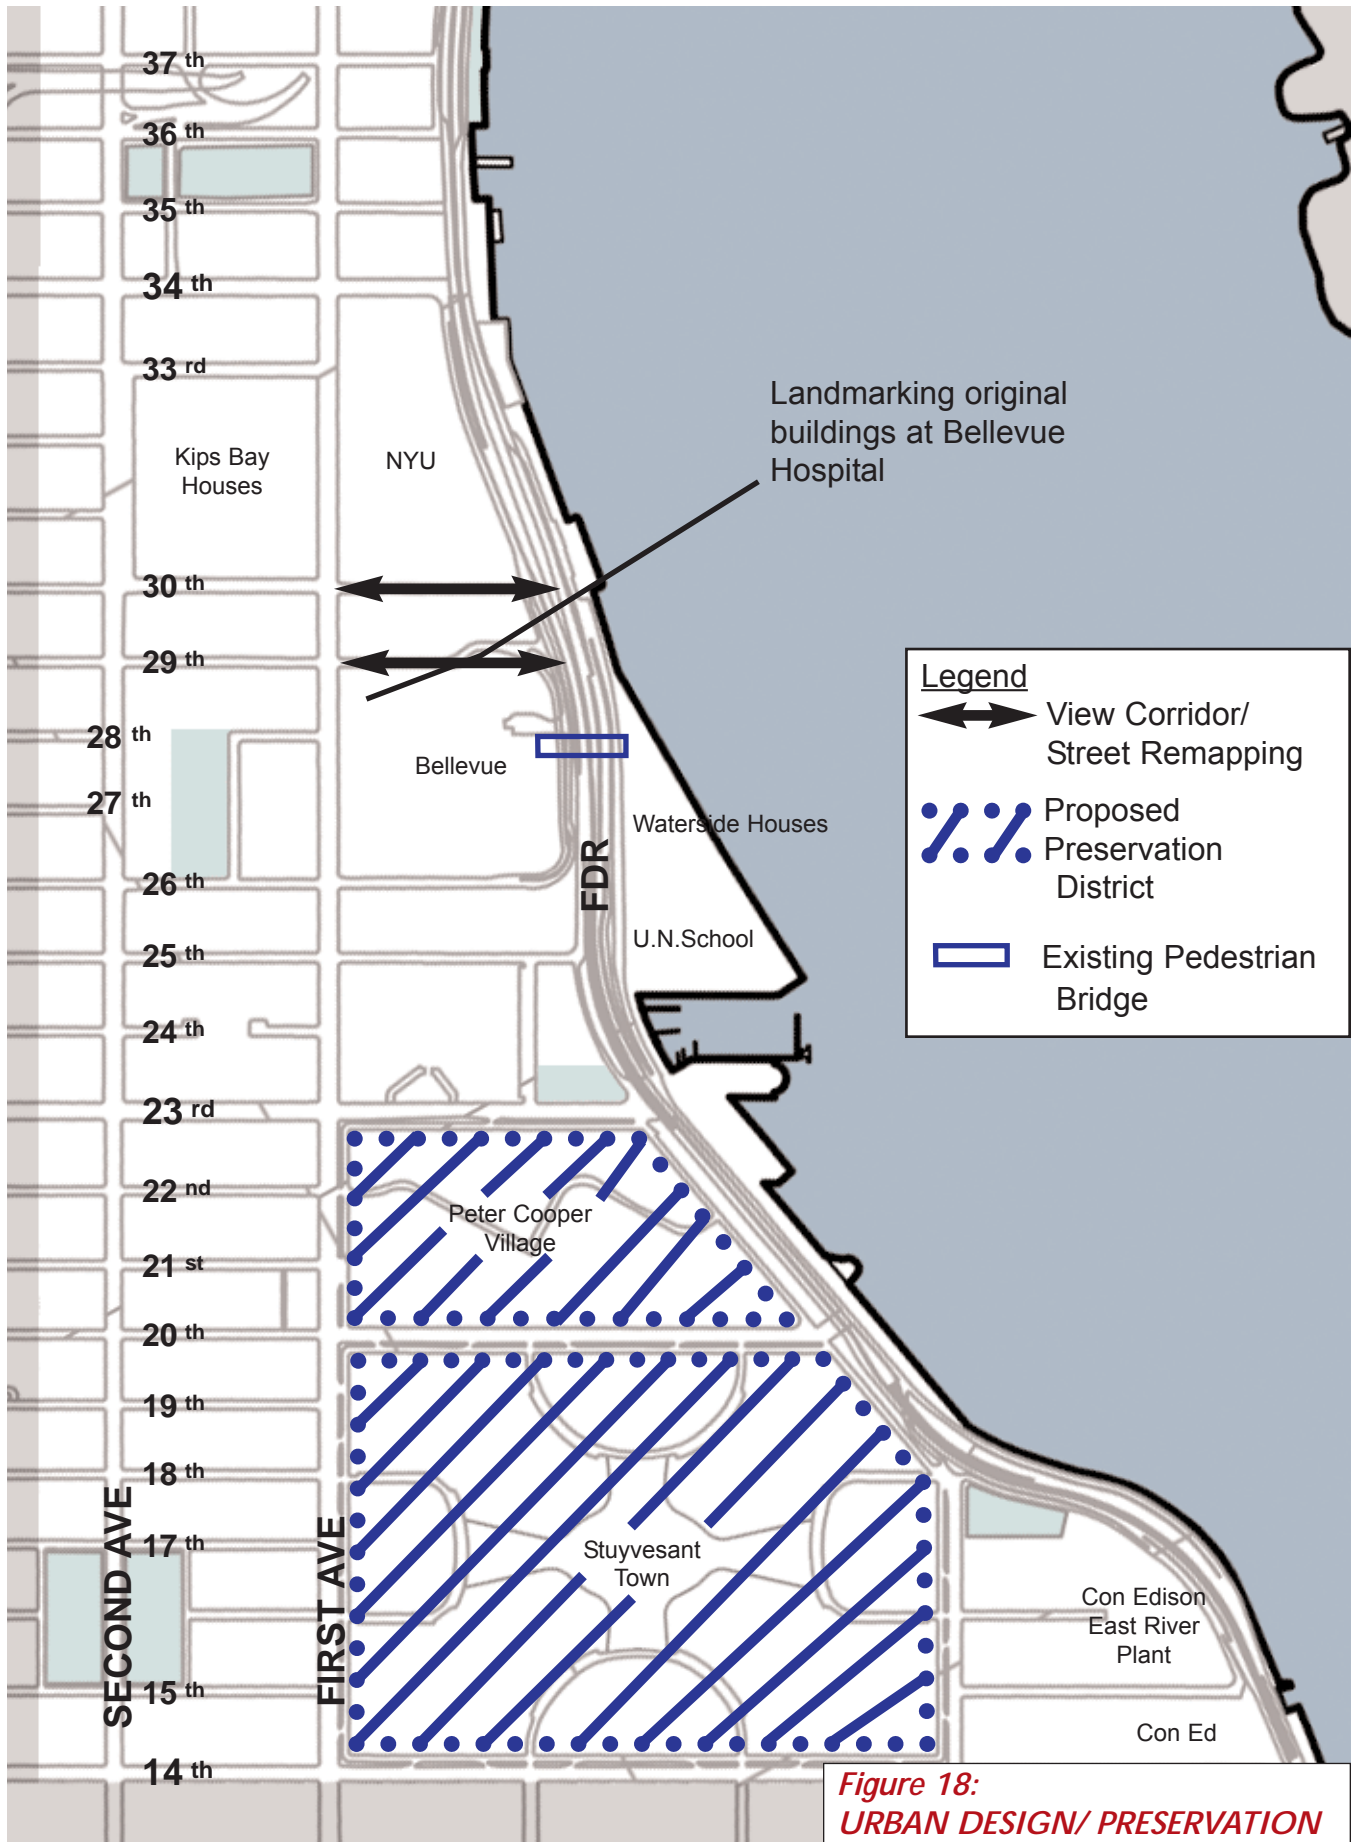 37 th
36 th
35 th
34 th
33 rd
Landmarking original
buildings at Bellevue
Hospital
Kips Bay
Houses
NYU
30 th
29 th
28 th
27 th
Bellevue
Waterside Houses
FDR
26 th
U.N.School
25 th
24 th
23 rd
Legend
View Corridor/
Street Remapping
Proposed
Preservation
District
Existing Pedestrian
Bridge
22 nd
Peter Cooper
Village
21 st
20 th
19 th
18 th
17 th
SECOND AVE
FIRST AVE
Stuyvesant
Town
Con Edison
East River
Plant
15 th
Con Ed
14 th
Figure 18:
URBAN DESIGN/ PRESERVATION